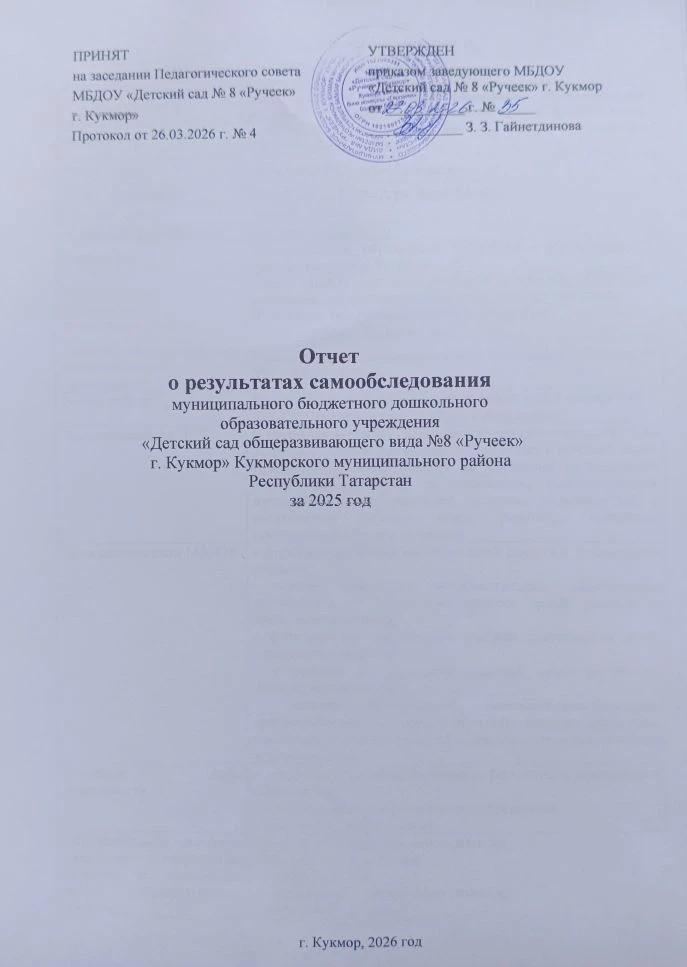 ПРИНЯТ
на заседании Педагогического совета
МБДОУ «Детский сад № 8 «Ручеек»
г. Кукмор»
Протокол от 26.03.2026 г. № 4
УТВЕРЖДЕН
приказом заведующего МБДОУ
«Детский сад № 8 «Ручеек» г. Кукмор
от 2026 г. № 35
З. З. Гайнетдинова
Отчет
о результатах самообследования
муниципального бюджетного дошкольного
образовательного учреждения
«Детский сад общеразвивающего вида №8 «Ручеек»
г. Кукмор» Кукморского муниципального района
Республики Татарстан
за 2025 год
г. Кукмор, 2026 год